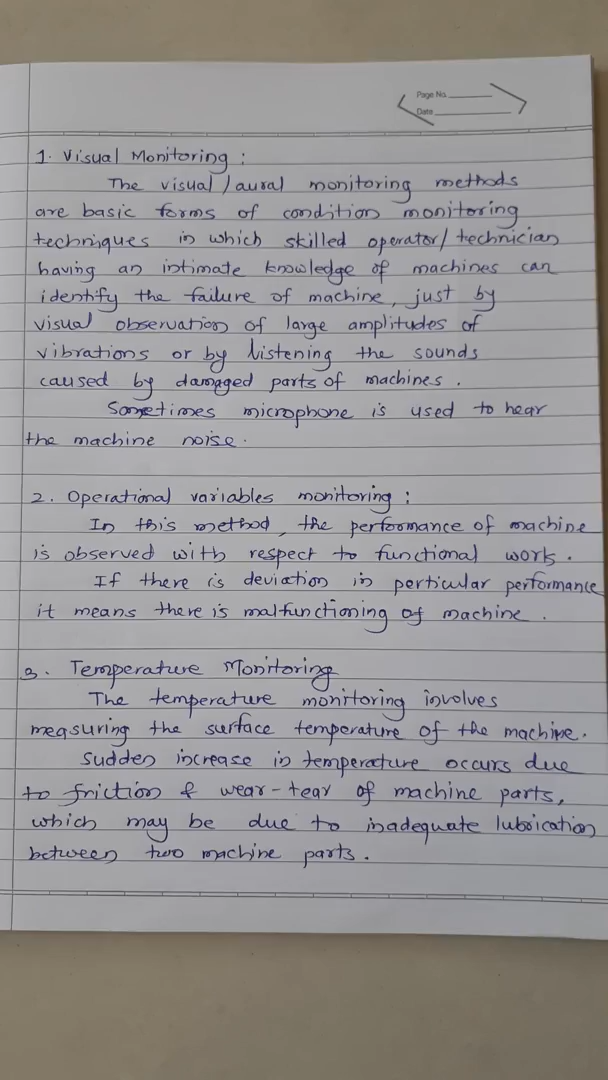 Page No.
Date
1. Visual Monitoring :
The visual / aural monitoring methods
are basic forms of condition monitoring
techniques in which skilled operator / technician
having an intimate knowledge of machines can
identify the failure of machine, just by
visual observation of large amplitudes of
vibrations or by listening the sounds
caused by damaged parts of machines.
Sometimes microphone is used to hear
the machine noise.
2. Operational variables monitoring :
In this method, the performance of machine
is observed with respect to functional work.
If there is deviation in perticular performance
it means there is malfunctioning of machine.
3. Temperature Monitoring
The temperature monitoring involves
measuring the surface temperature of the machine.
Sudden increase in temperature occurs due
to friction & wear-tear of machine parts,
which may be due to inadequate lubrication
between two machine parts.